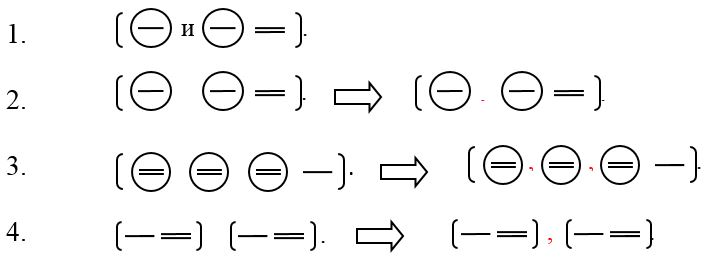 1. [⊖ и ⊖ =].
2. [⊖ ⊖ =]. ⇨ [⊖ , ⊖ =].
3. [⊜ ⊜ ⊜ —]. ⇨ [⊜ , ⊜ , ⊜ —].
4. [— =] [— =]. ⇨ [— =] , [— =].